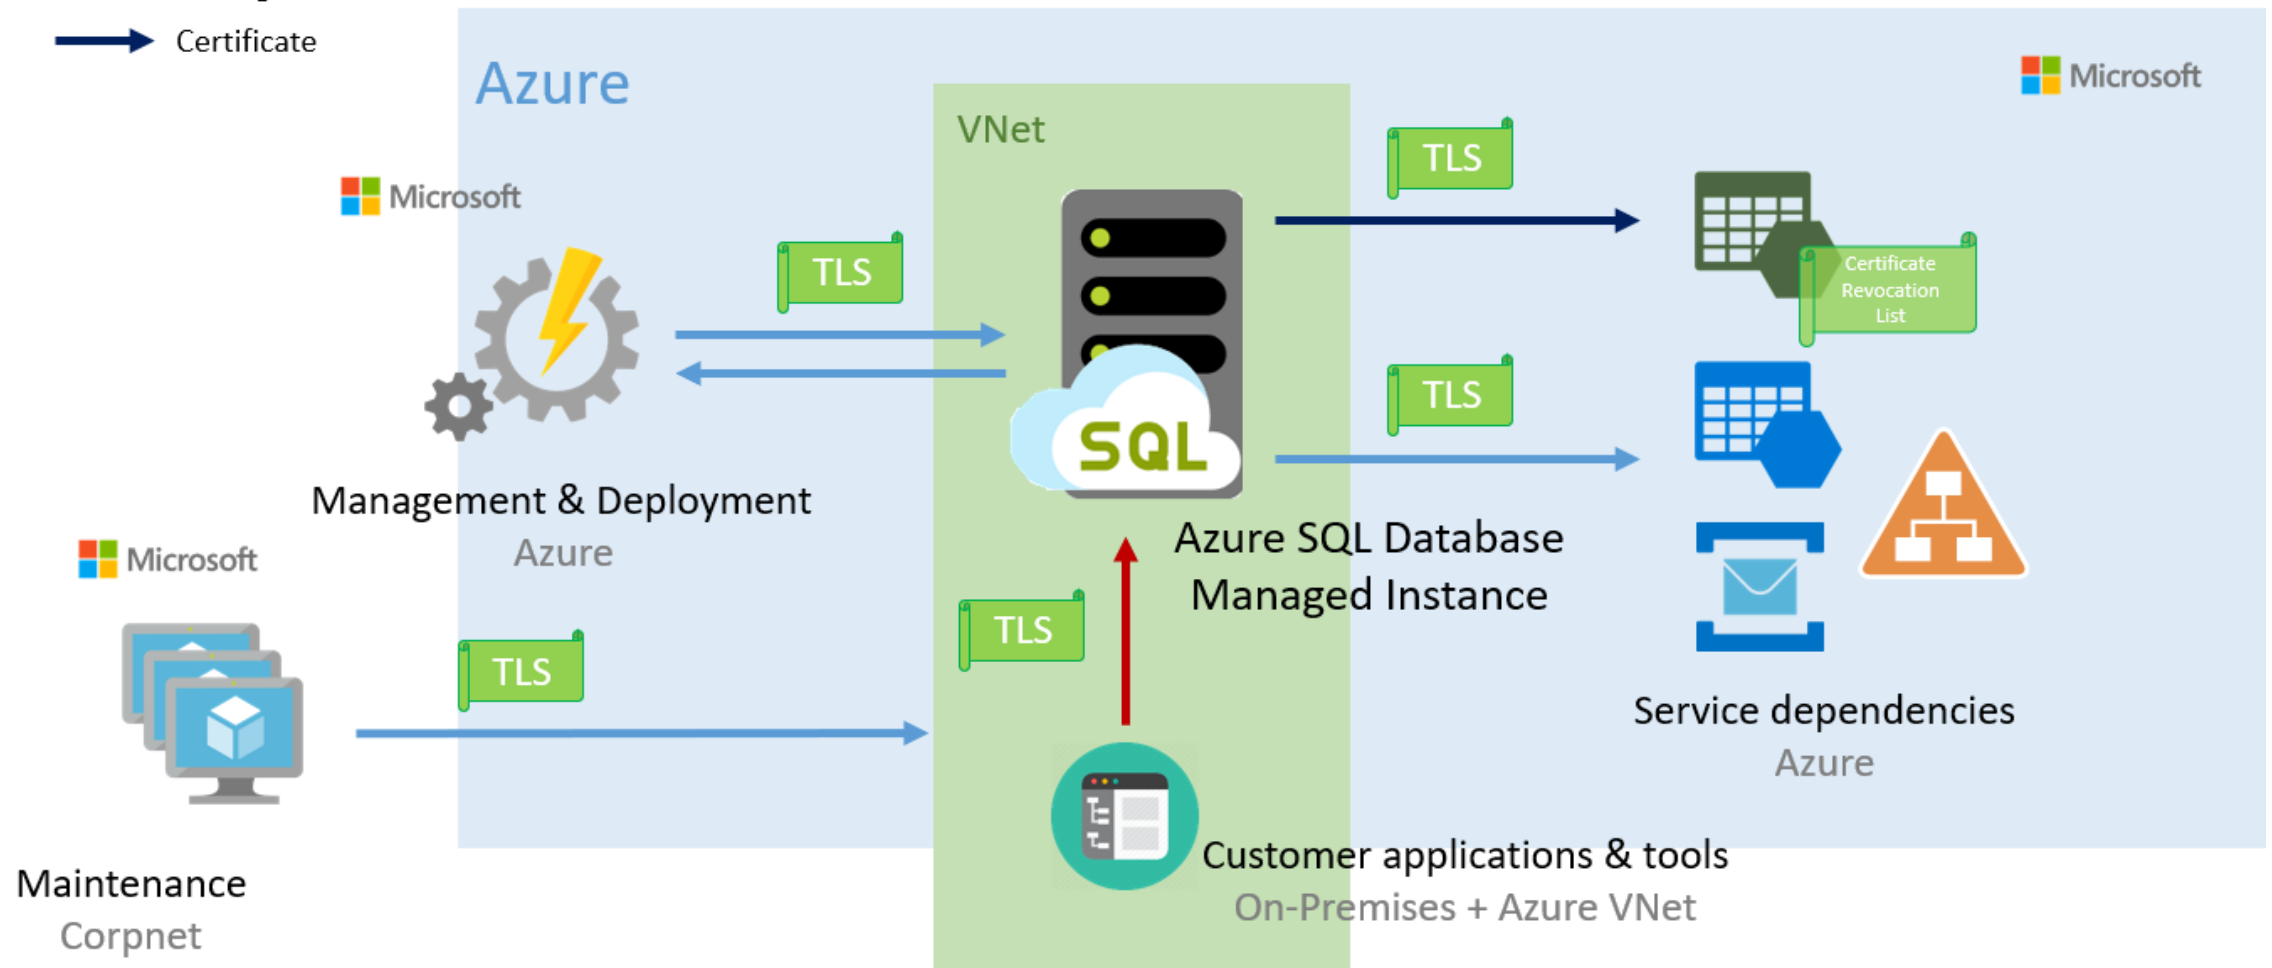 Certificate
Azure
Microsoft
VNet
TLS
Microsoft
TLS
TLS
Certificate
Revocation
List
TLS
SQL
Management & Deployment
Azure
Azure SQL Database
Managed Instance
Microsoft
TLS
TLS
Service dependencies
Azure
Customer applications & tools
On-Premises + Azure VNet
Maintenance
Corpnet